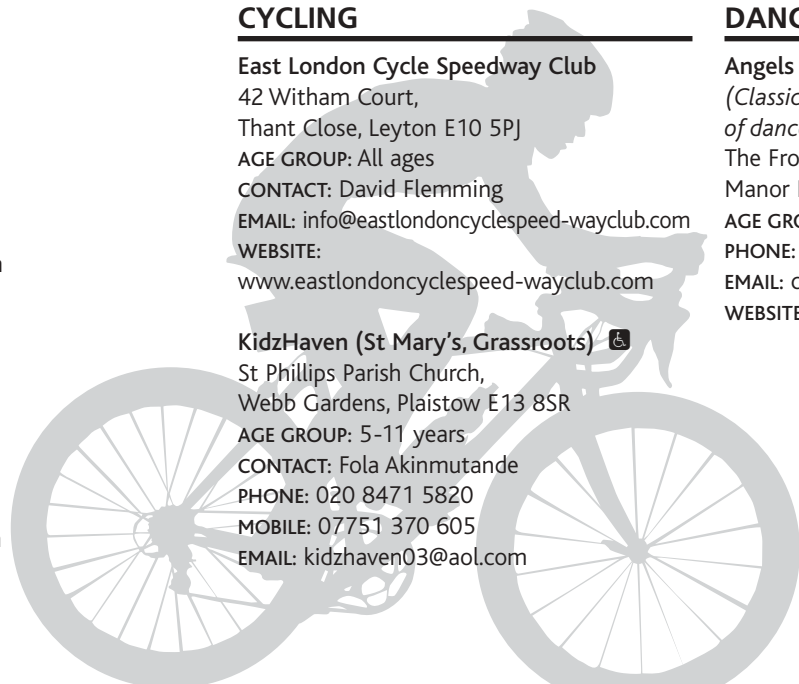 CYCLING
East London Cycle Speedway Club
42 Witham Court,
Thant Close, Leyton E10 5PJ
AGE GROUP: All ages
CONTACT: David Flemming
EMAIL: info@eastlondoncyclespeed-wayclub.com
WEBSITE:
www.eastlondoncyclespeed-wayclub.com
KidzHaven (St Mary's, Grassroots)
St Phillips Parish Church,
Webb Gardens, Plaistow E13 8SR
AGE GROUP: 5-11 years
CONTACT: Fola Akinmutande
PHONE: 020 8471 5820
MOBILE: 07751 370 605
EMAIL: kidzhaven03@aol.com
Angels
The
Manor
PHONE:
EMAIL: